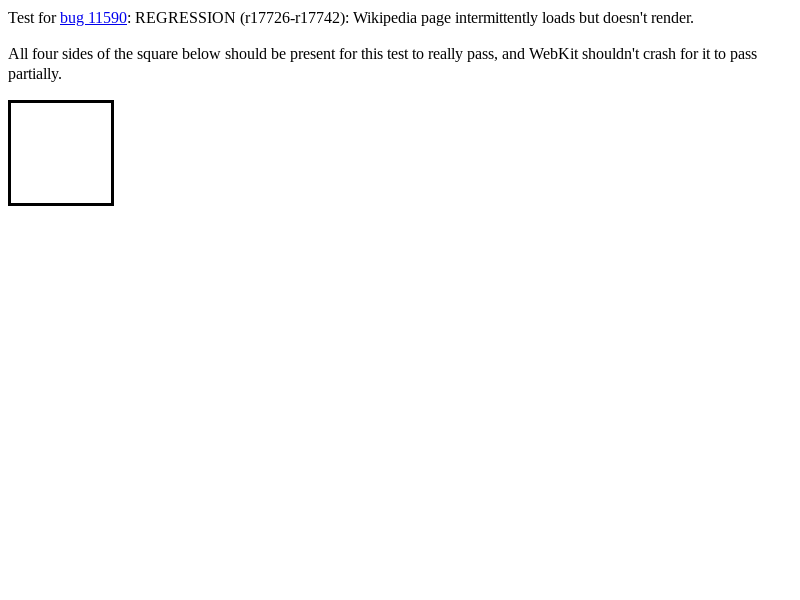 Test for bug 11590: REGRESSION (r17726-r17742): Wikipedia page intermittently loads but doesn't render.
All four sides of the square below should be present for this test to really pass, and WebKit shouldn't crash for it to pass
partially.